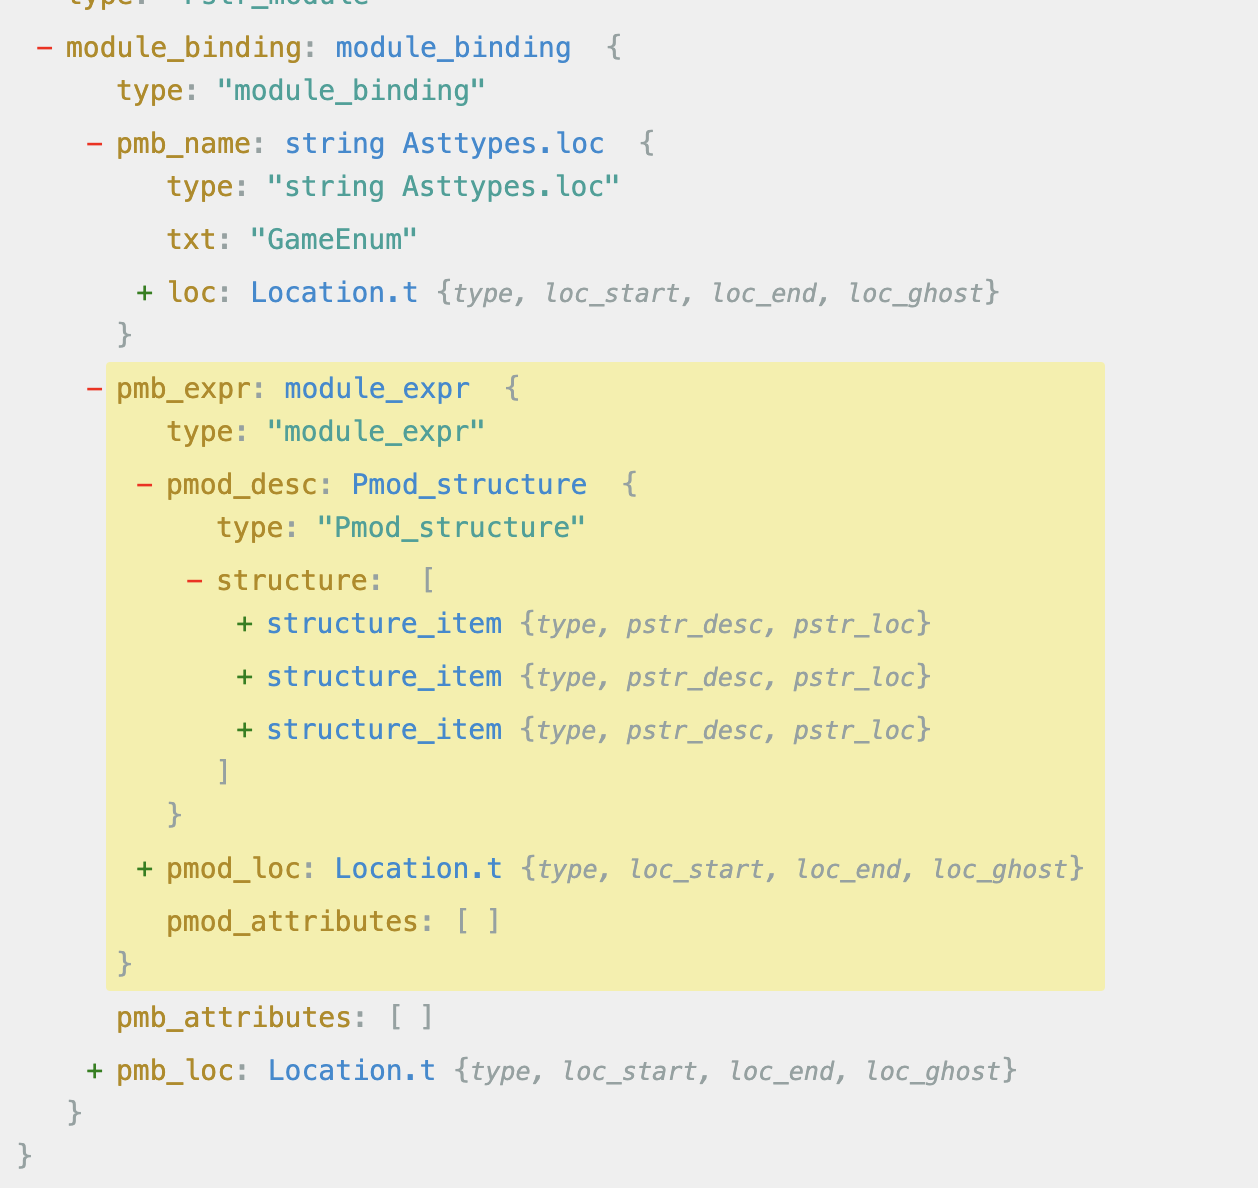 type: "Pstr_module"
− module_binding: module_binding {
type: "module_binding"
− pmb_name: string Asttypes.loc {
type: "string Asttypes.loc"
txt: "GameEnum"
+ loc: Location.t {type, loc_start, loc_end, loc_ghost}
}
− pmb_expr: module_expr {
type: "module_expr"
− pmod_desc: Pmod_structure {
type: "Pmod_structure"
− structure: [
+ structure_item {type, pstr_desc, pstr_loc}
+ structure_item {type, pstr_desc, pstr_loc}
+ structure_item {type, pstr_desc, pstr_loc}
]
}
+ pmod_loc: Location.t {type, loc_start, loc_end, loc_ghost}
pmod_attributes: [ ]
}
pmb_attributes: [ ]
+ pmb_loc: Location.t {type, loc_start, loc_end, loc_ghost}
}
}